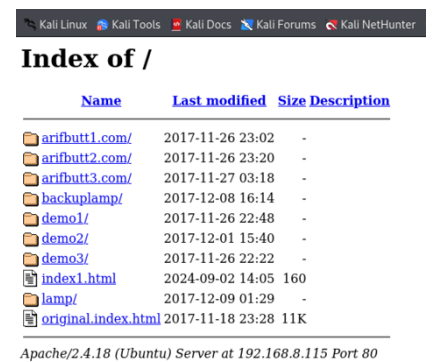 Kali Linux Kali Tools Kali Docs Kali Forums Kali NetHunter
Index of /
Name Last modified Size Description
arifbutt1.com/ 2017-11-26 23:02 -
arifbutt2.com/ 2017-11-26 23:20 -
arifbutt3.com/ 2017-11-27 03:18 -
backuplamp/ 2017-12-08 16:14 -
demo1/ 2017-11-26 22:48 -
demo2/ 2017-12-01 15:40 -
demo3/ 2017-11-26 22:22 -
index1.html 2024-09-02 14:05 160
lamp/ 2017-12-09 01:29 -
original.index.html 2017-11-18 23:28 11K
Apache/2.4.18 (Ubuntu) Server at 192.168.8.115 Port 80